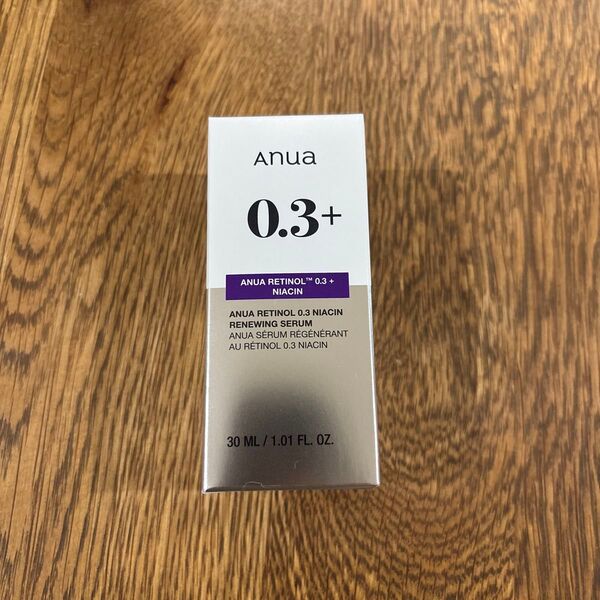 Anua
0.3+
ANUA RETINOL™ 0.3 +
NIACIN
ANUA RETINOL 0.3 NIACIN
RENEWING SERUM
ANUA SÉRUM RÉGÉNÉRANT
AU RÉTINOL 0.3 NIACIN
30 ML / 1.01 FL. OZ.